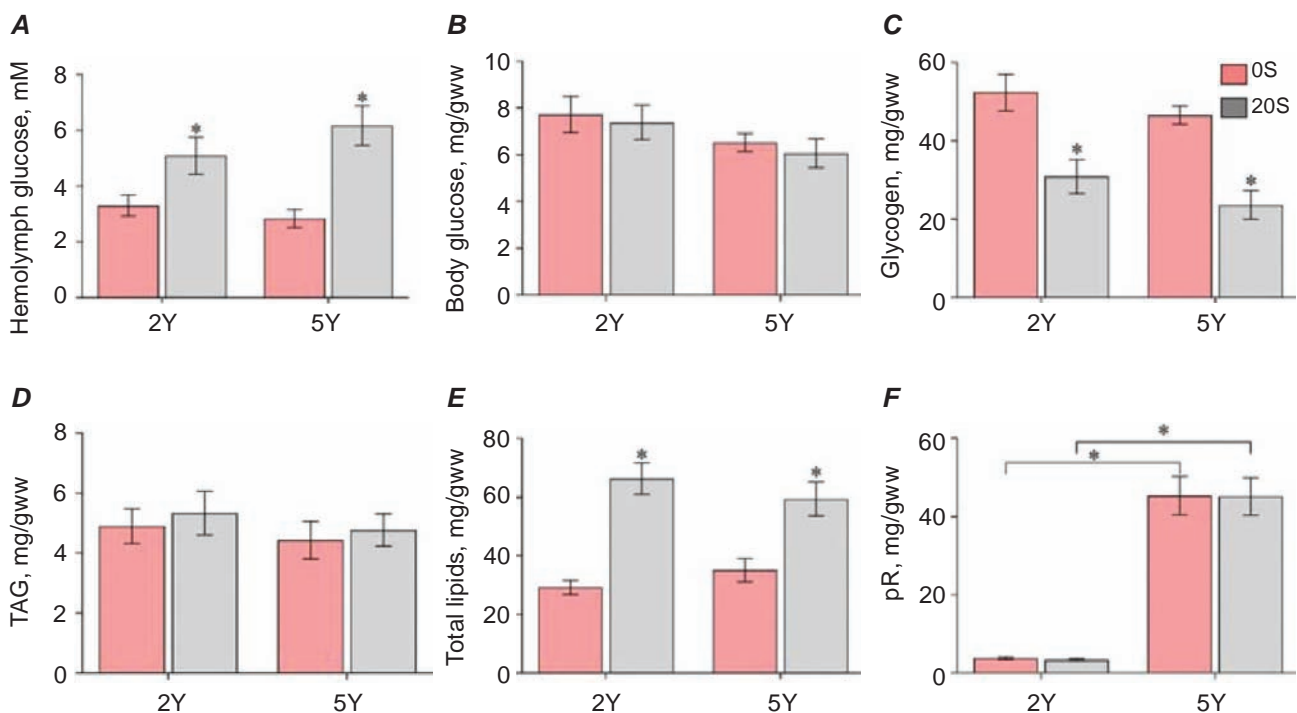 A
Hemolymph glucose, mM
8
6
4
2
0
*
*
2Y
5Y
B
Body glucose, mg/gww
10
8
6
4
2
0
2Y
5Y
C
Glycogen, mg/gww
60
40
20
0
*
*
0S
20S
2Y
5Y
D
TAG, mg/gww
8
6
4
2
0
2Y
5Y
E
Total lipids, mg/gww
80
60
40
20
0
*
*
2Y
5Y
F
pR, mg/gww
60
40
20
0
*
*
2Y
5Y